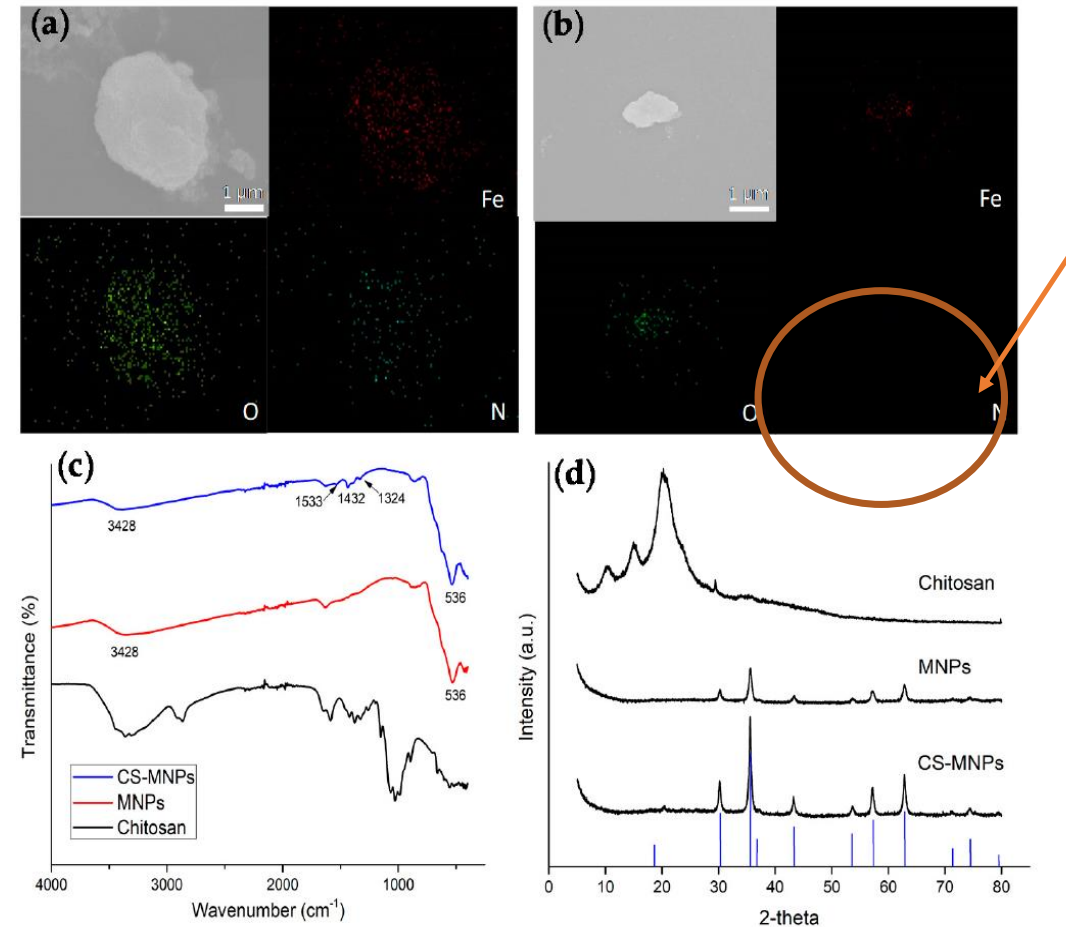 (a)
(b)
1 µm
Fe
1 µm
Fe
O
N
O
N
(c)
(d)
1533
1432
1324
3428
536
3428
536
CS-MNPs
MNPs
Chitosan
Transmittance (%)
4000
3000
2000
1000
Wavenumber (cm⁻¹)
Chitosan
MNPs
CS-MNPs
Intensity (a.u.)
0
10
20
30
40
50
60
70
80
2-theta